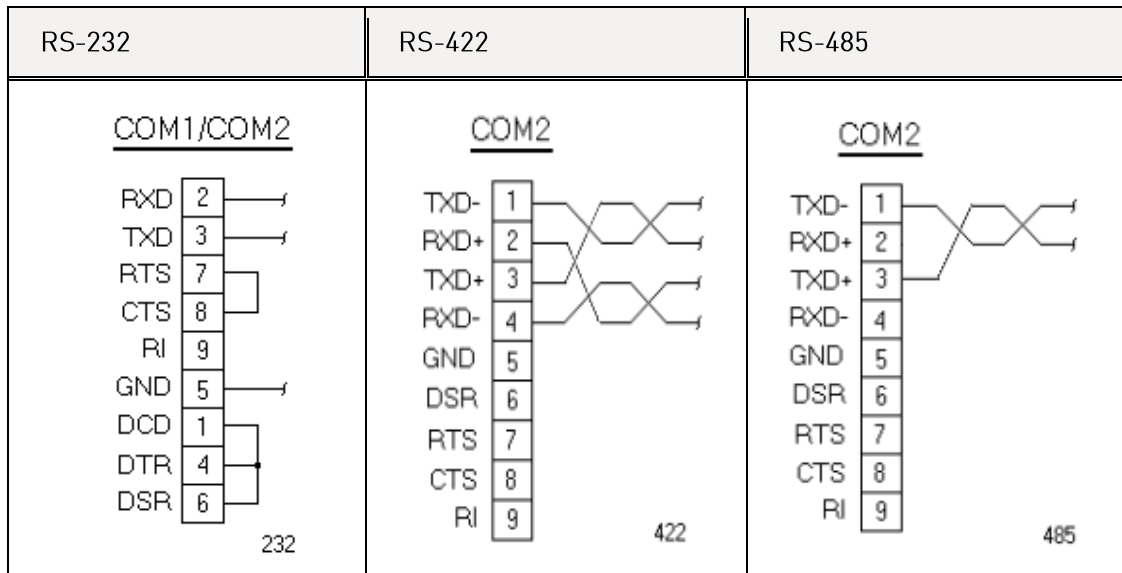 RS-232
RS-422
RS-485
COM1/COM2
RXD 2
TXD 3
RTS 7
CTS 8
RI 9
GND 5
DCD 1
DTR 4
DSR 6
232
COM2
TXD- 1
RXD+ 2
TXD+ 3
RXD- 4
GND 5
DSR 6
RTS 7
CTS 8
RI 9
422
COM2
TXD- 1
RXD+ 2
TXD+ 3
RXD- 4
GND 5
DSR 6
RTS 7
CTS 8
RI 9
485